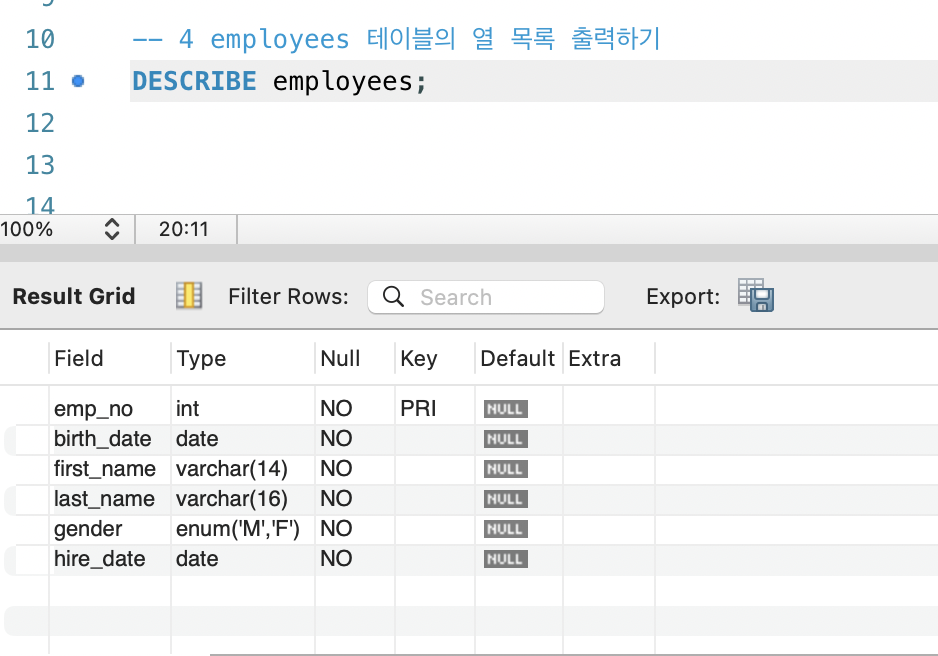 10 -- 4 employees 테이블의 열 목록 출력하기
11 DESCRIBE employees;
12
13
14
100% 20:11
Result Grid Filter Rows: Search Export:
Field Type Null Key Default Extra
emp_no int NO PRI NULL
birth_date date NO NULL
first_name varchar(14) NO NULL
last_name varchar(16) NO NULL
gender enum('M','F') NO NULL
hire_date date NO NULL